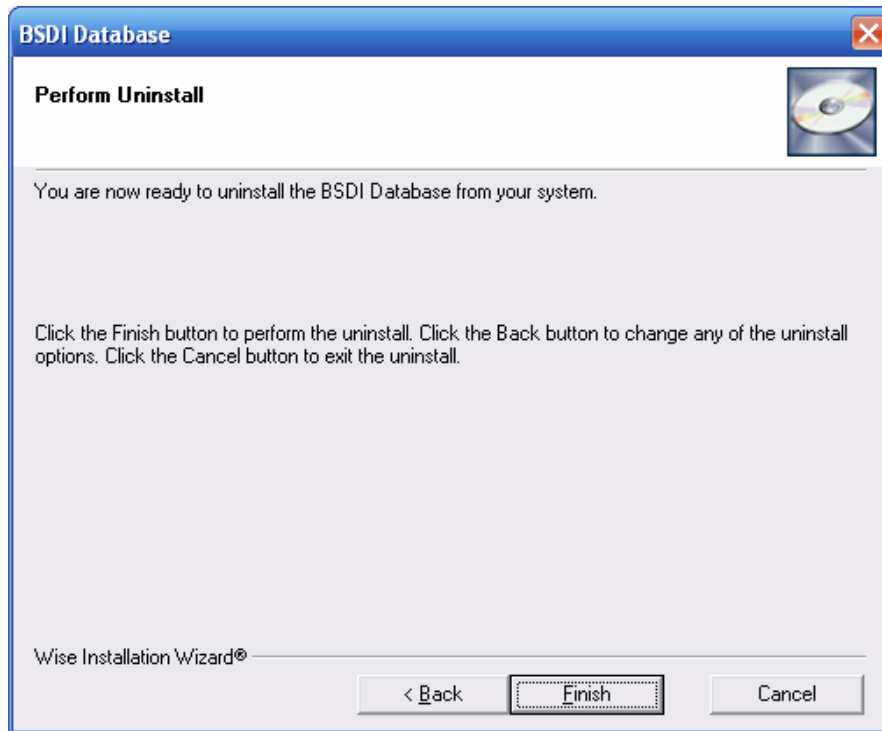 BSDI Database
Perform Uninstall
You are now ready to uninstall the BSDI Database from your system.
Click the Finish button to perform the uninstall. Click the Back button to change any of the uninstall
options. Click the Cancel button to exit the uninstall.
Wise Installation Wizard®
< Back
Finish
Cancel